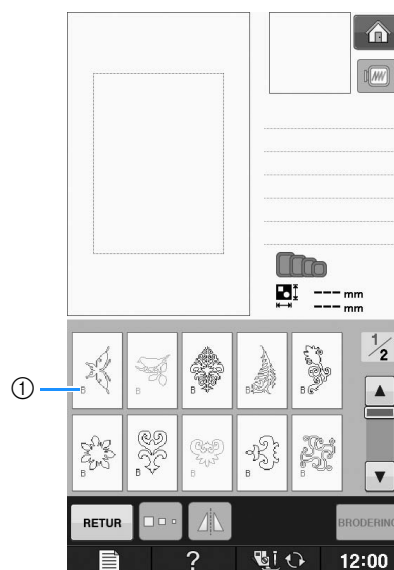 --- mm
--- mm
1/2
①
B B B B B
B B B B B
RETUR
BRODERING
? 12:00